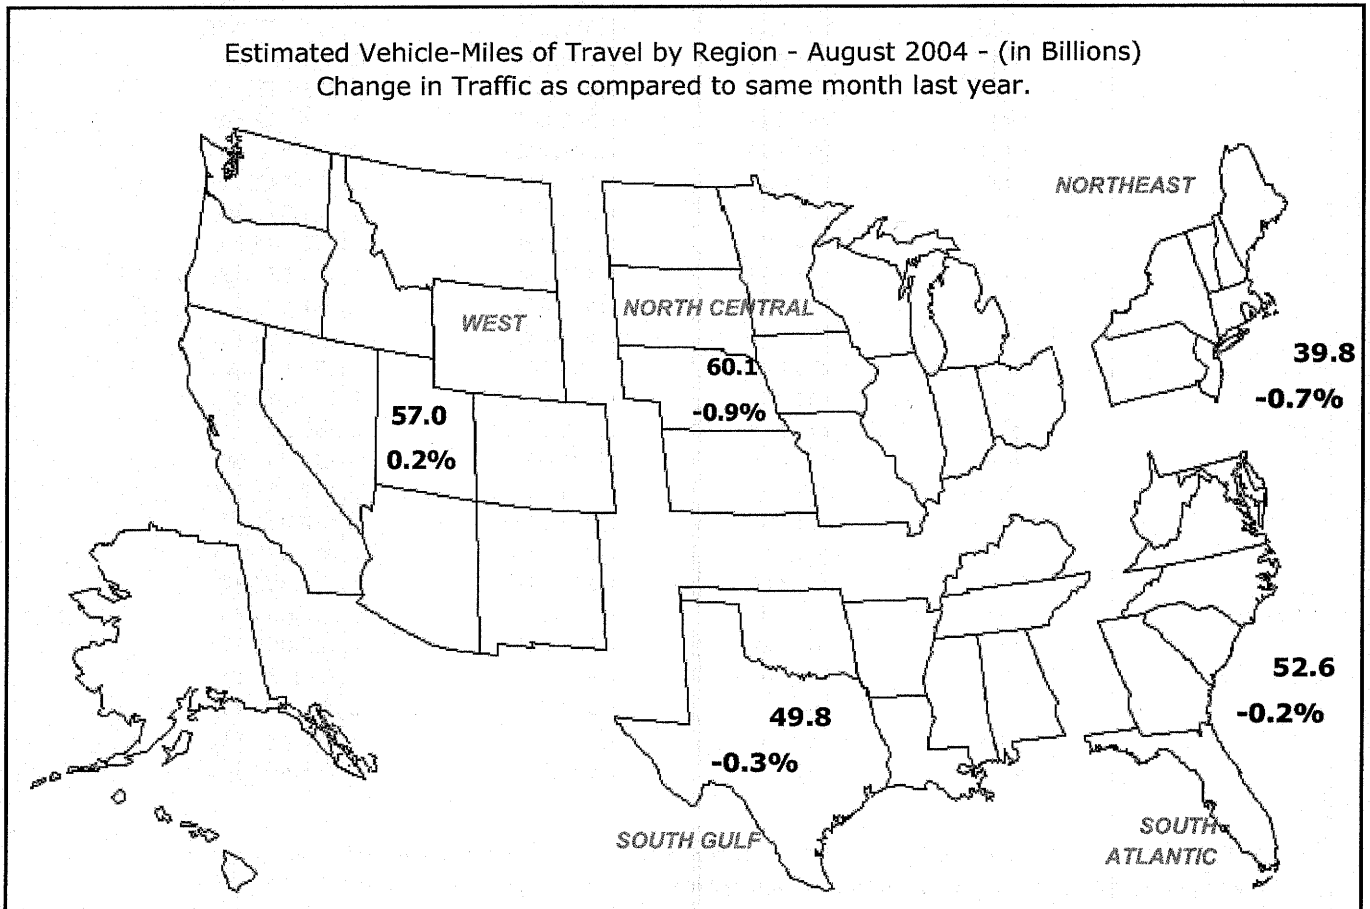 Estimated Vehicle-Miles of Travel by Region - August 2004 - (in Billions)
Change in Traffic as compared to same month last year.
NORTHEAST
39.8
-0.7%
WEST
57.0
0.2%
NORTH CENTRAL
60.1
-0.9%
52.6
-0.2%
SOUTH
ATLANTIC
49.8
-0.3%
SOUTH GULF